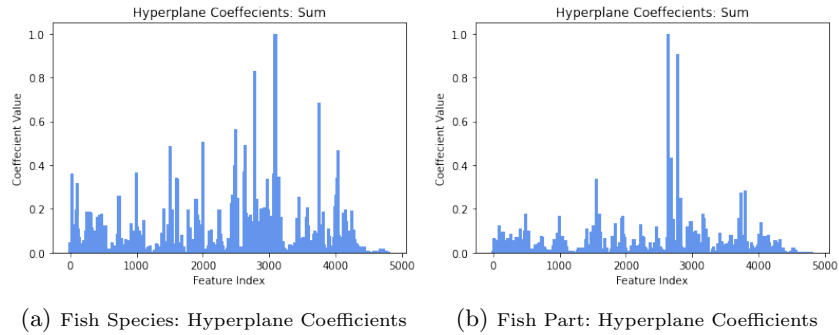 Hyperplane Coeffecients: Sum
Coeffecient Value
1.0
0.8
0.6
0.4
0.2
0.0
0 1000 2000 3000 4000 5000
Feature Index
(a) Fish Species: Hyperplane Coefficients
Hyperplane Coeffecients: Sum
Coeffecient Value
1.0
0.8
0.6
0.4
0.2
0.0
0 1000 2000 3000 4000 5000
Feature Index
(b) Fish Part: Hyperplane Coefficients